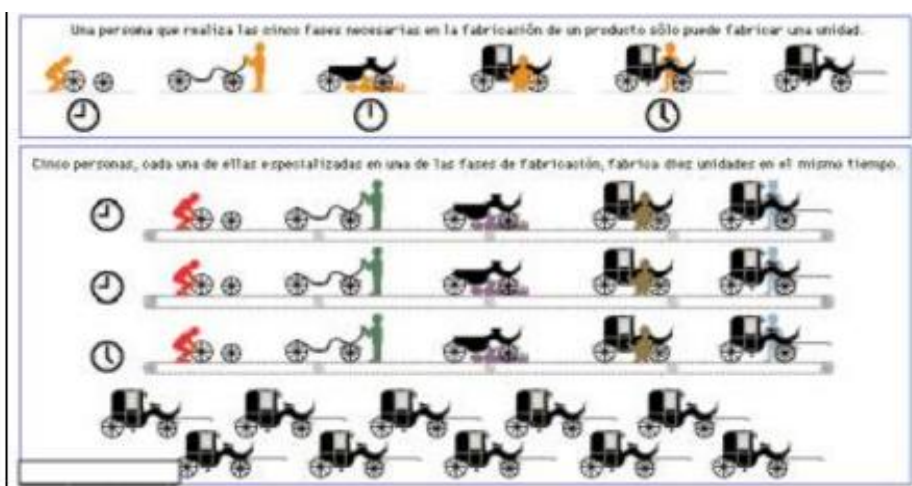 Una persona que realiza las cinco fases necesarias en la fabricación de un producto sólo puede fabricar una unidad.
Cinco personas, cada una de ellas especializadas en una de las fases de fabricación, fabrica diez unidades en el mismo tiempo.